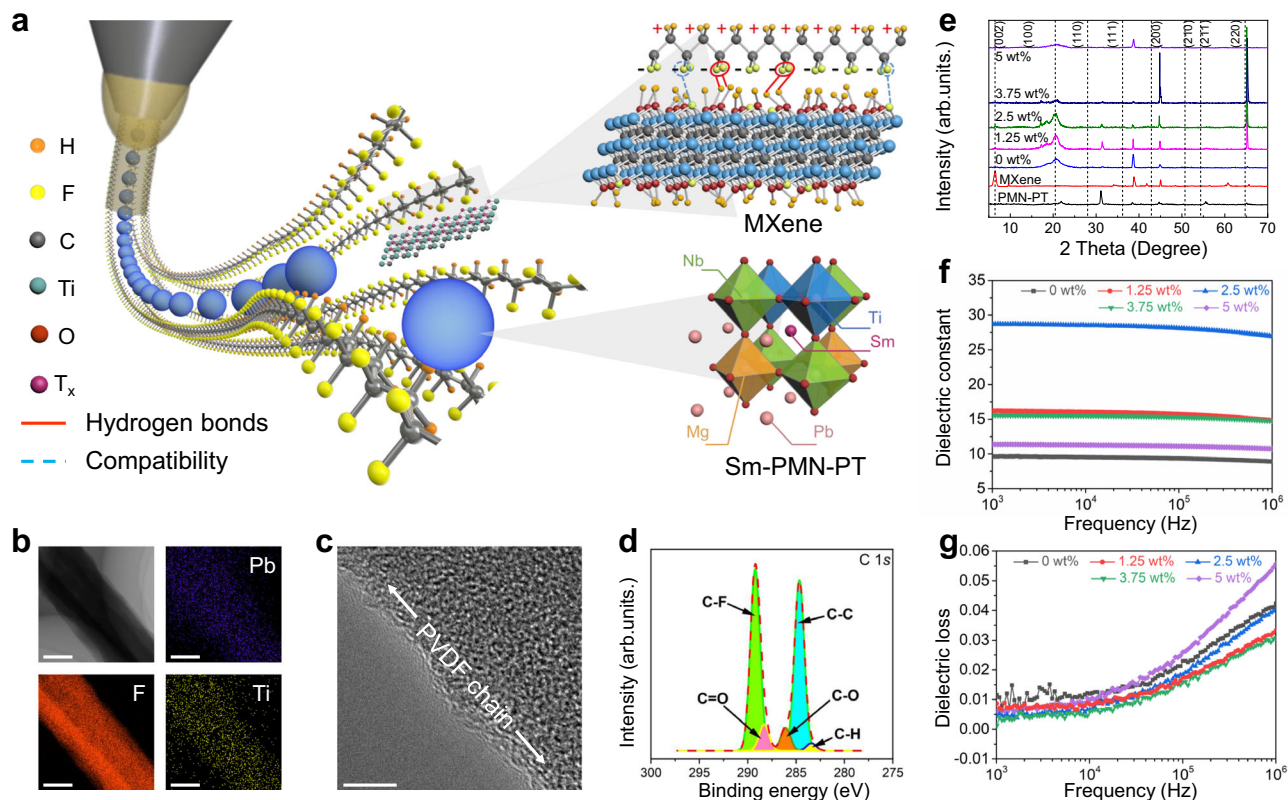 a
H
F
C
Ti
O
Tx
Hydrogen bonds
Compatibility
+ + + + + + + +
- - - - - - - -
MXene
Nb
Ti
Sm
Mg
Pb
Sm-PMN-PT
b
Pb
F
Ti
c
PVDF chain
d
C 1s
C-F
C-C
C=O
C-O
C-H
Intensity (arb.units.)
300 295 290 285 280 275
Binding energy (eV)
e
(002) (100) (110) (111) (200) (210) (211) (220)
5 wt%
3.75 wt%
2.5 wt%
1.25 wt%
0 wt%
MXene
PMN-PT
Intensity (arb.units.)
10 20 30 40 50 60 70
2 Theta (Degree)
f
0 wt% 1.25 wt% 2.5 wt%
3.75 wt% 5 wt%
Dielectric constant
35
30
25
20
15
10
5
10³ 10⁴ 10⁵ 10⁶
Frequency (Hz)
g
0 wt% 1.25 wt% 2.5 wt%
3.75 wt% 5 wt%
Dielectric loss
0.06
0.05
0.04
0.03
0.02
0.01
0.00
-0.01
10³ 10⁴ 10⁵ 10⁶
Frequency (Hz)